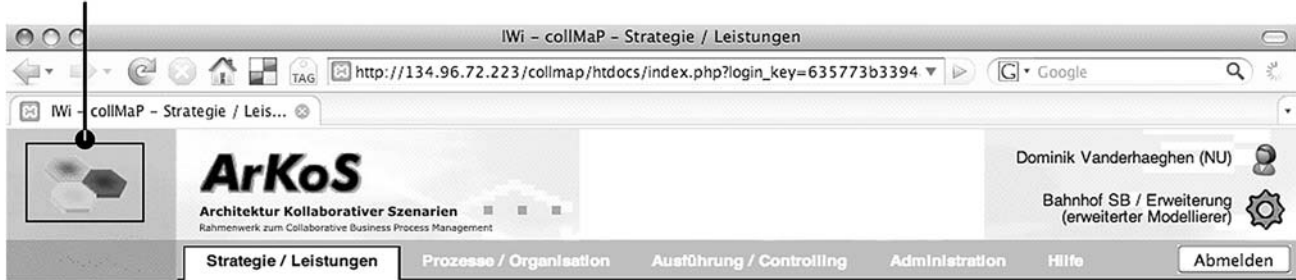 IWi – collMaP – Strategie / Leistungen
TAG http://134.96.72.223/collmap/htdocs/index.php?login_key=635773b3394 G Google
IWi – collMaP – Strategie / Leis...
ArKoS
Architektur Kollaborativer Szenarien
Rahmenwerk zum Collaborative Business Process Management
Dominik Vanderhaeghen (NU)
Bahnhof SB / Erweiterung
(erweiterter Modellierer)
Strategie / Leistungen Prozesse / Organisation Ausführung / Controlling Administration Hilfe Abmelden